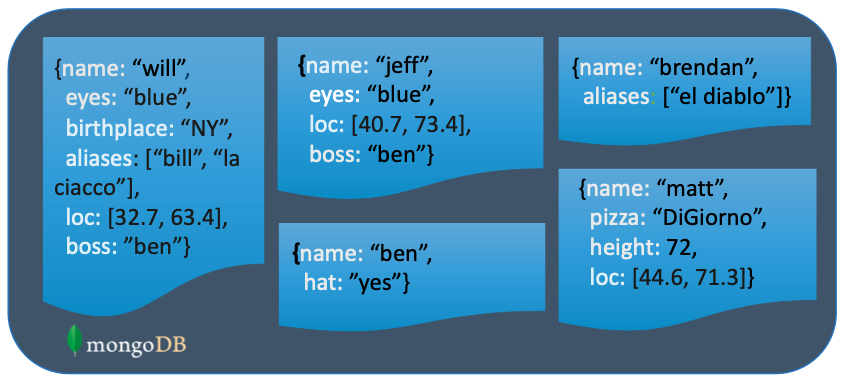 {name: “will”,
eyes: “blue”,
birthplace: “NY”,
aliases: [“bill”, “la
ciacco”],
loc: [32.7, 63.4],
boss: ”ben”}
{name: “jeff”,
eyes: “blue”,
loc: [40.7, 73.4],
boss: “ben”}
{name: “ben”,
hat: ”yes”}
{name: “brendan”,
aliases: [“el diablo”]}
{name: “matt”,
pizza: “DiGiorno”,
height: 72,
loc: [44.6, 71.3]}
mongoDB